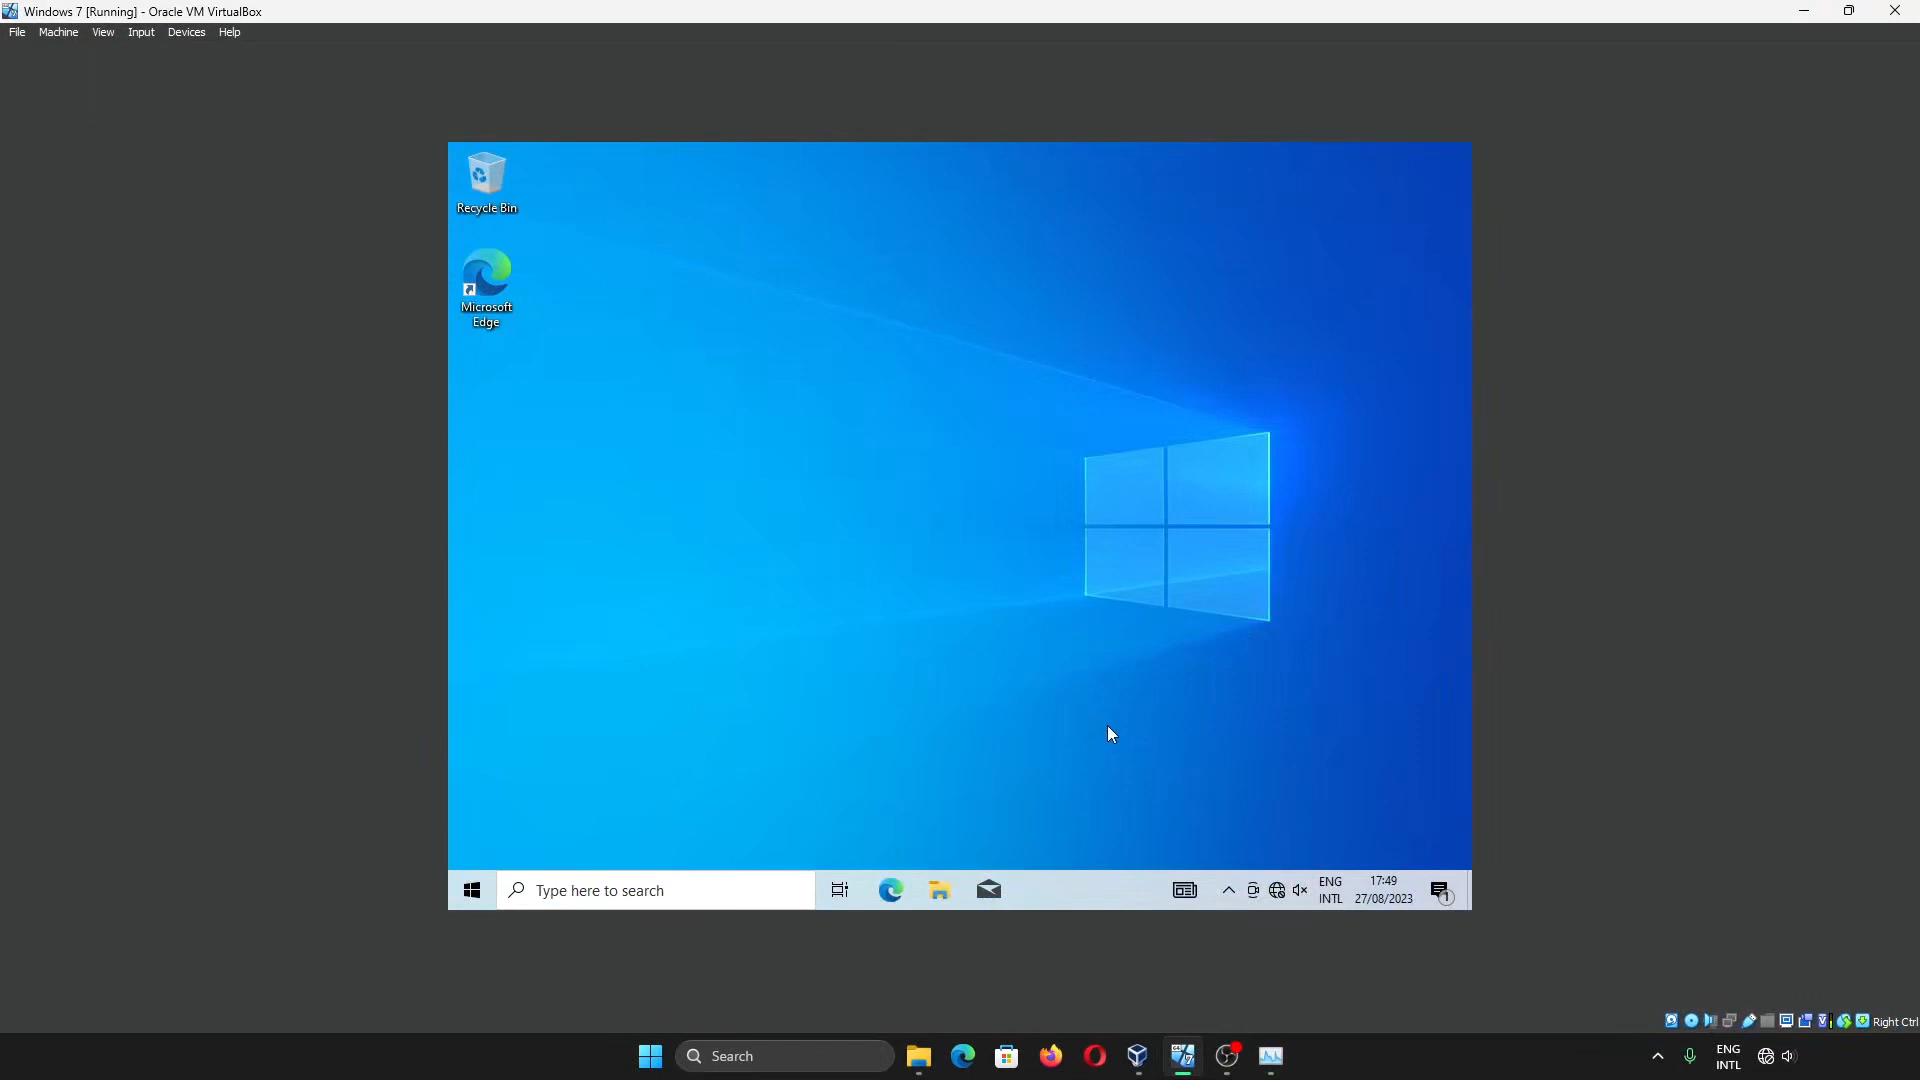 Windows 7 [Running] - Oracle VM VirtualBox
File Machine View Input Devices Help
Recycle Bin
Microsoft
Edge
Type here to search
ENG
INTL
17:49
27/08/2023
1
Right Ctrl
Search
ENG
INTL